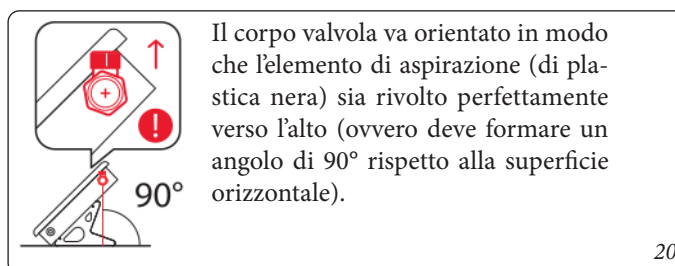 Il corpo valvola va orientato in modo
che l'elemento di aspirazione (di pla-
stica nera) sia rivolto perfettamente
verso l'alto (ovvero deve formare un
angolo di 90° rispetto alla superficie
orizzontale).
!
90°
20